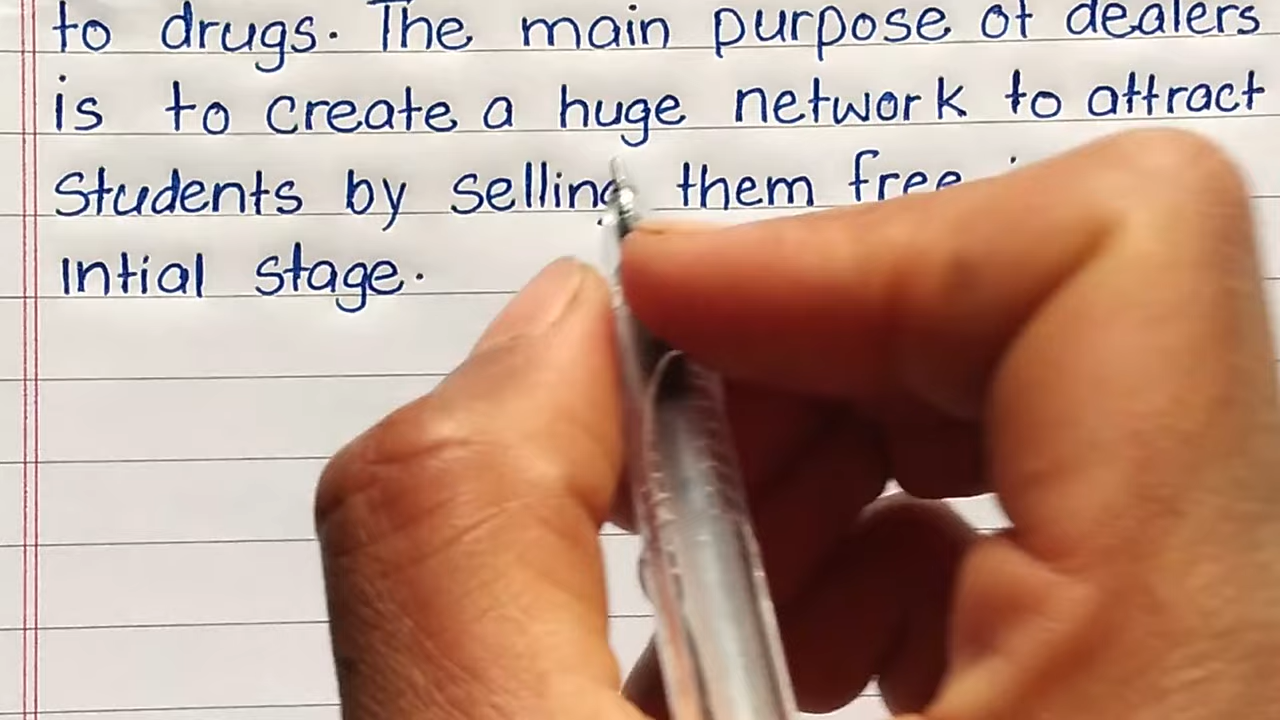 to drugs. The main purpose of dealers
is to create a huge network to attract
Students by selling them free
Intial stage.